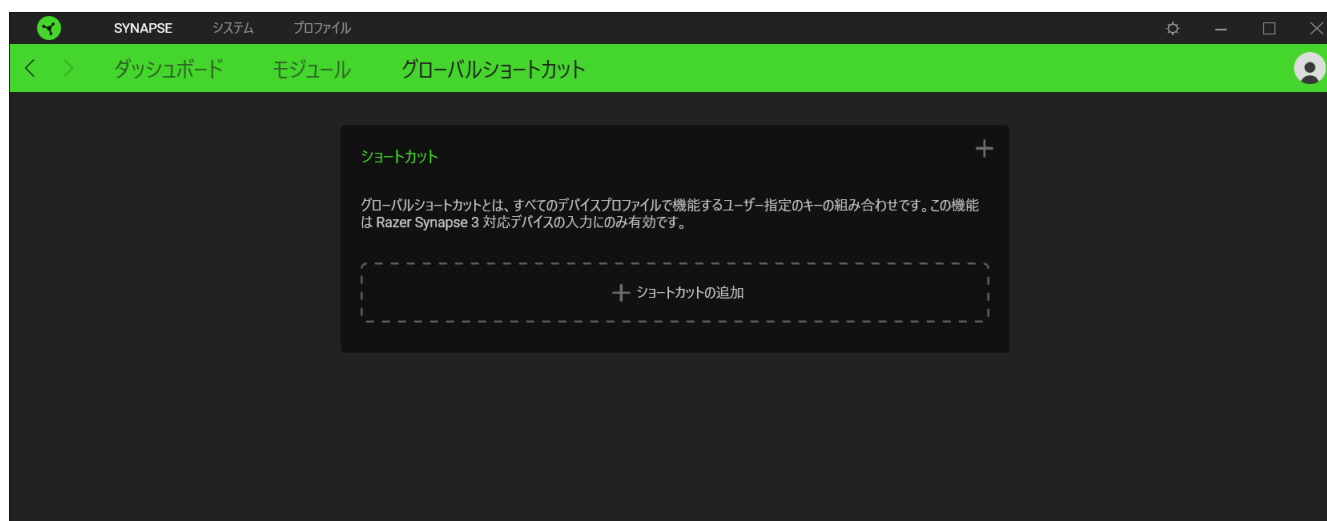 SYNAPSE システム プロファイル
ダッシュボード モジュール グローバルショートカット
ショートカット
グローバルショートカットとは、すべてのデバイスプロファイルで機能するユーザー指定のキーの組み合わせです。この機能
は Razer Synapse 3 対応デバイスの入力にのみ有効です。
ショートカットの追加